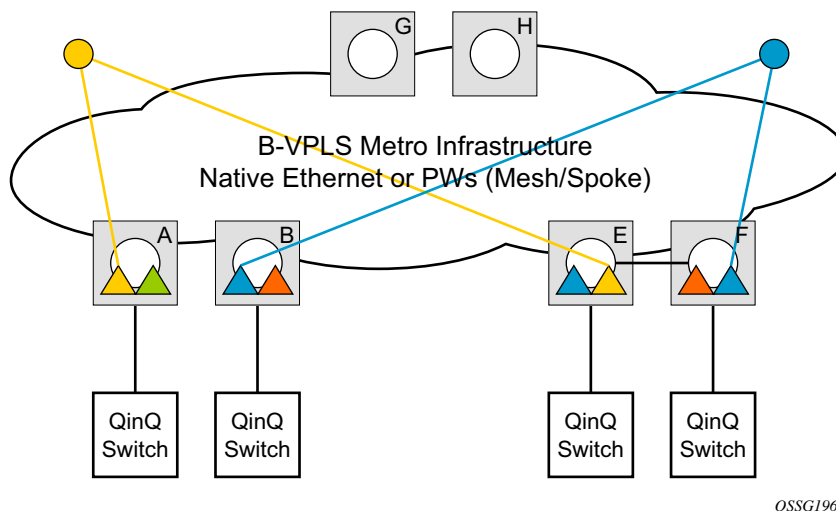 G
H
B-VPLS Metro Infrastructure
Native Ethernet or PWs (Mesh/Spoke)
A
B
E
F
QinQ
Switch
QinQ
Switch
QinQ
Switch
QinQ
Switch
OSSG196